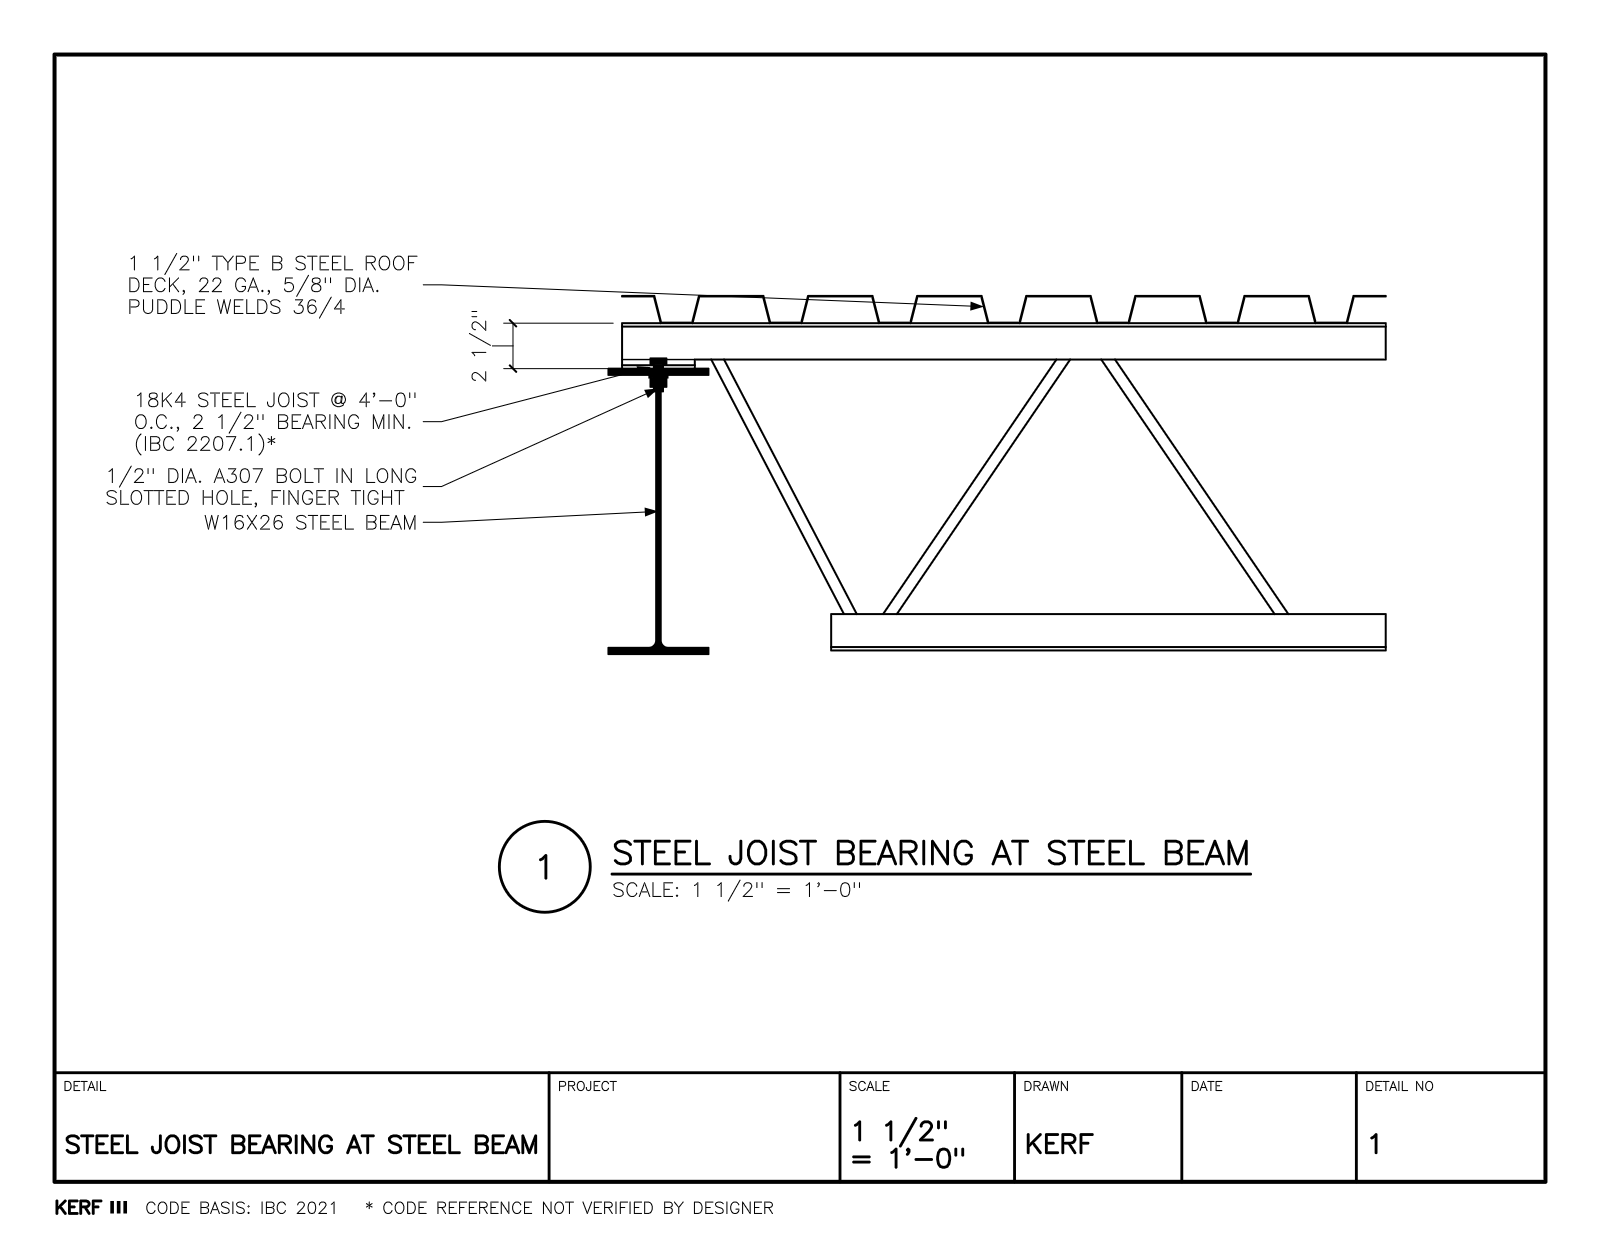 1 1/2" TYPE B STEEL ROOF
DECK, 22 GA., 5/8" DIA.
PUDDLE WELDS 36/4
2 1/2"
18K4 STEEL JOIST @ 4'-0"
O.C., 2 1/2" BEARING MIN.
(IBC 2207.1)*
1/2" DIA. A307 BOLT IN LONG
SLOTTED HOLE, FINGER TIGHT
W16X26 STEEL BEAM
1
STEEL JOIST BEARING AT STEEL BEAM
SCALE: 1 1/2" = 1'-0"
DETAIL
STEEL JOIST BEARING AT STEEL BEAM
PROJECT
SCALE
1 1/2"
= 1'-0"
DRAWN
KERF
DATE
DETAIL NO
1
KERF III CODE BASIS: IBC 2021 * CODE REFERENCE NOT VERIFIED BY DESIGNER